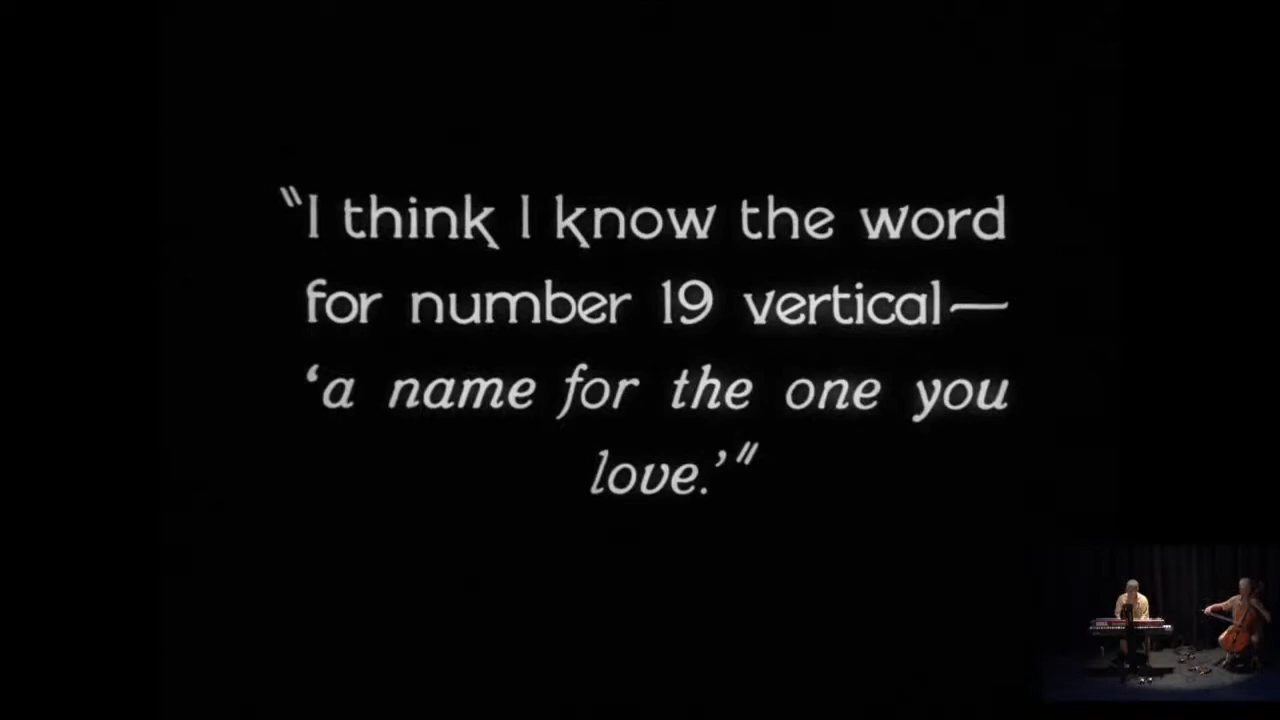 "I think I know the word
for number 19 vertical—
'a name for the one you
love.'"